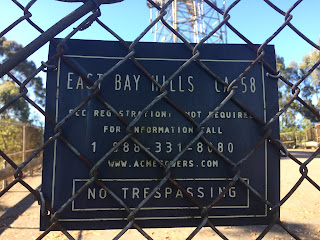 EAST BAY HILLS CA-58
FCC REGISTRATION: NOT REQUIRED
FOR INFORMATION CALL
1 888-331-8080
WWW.ACMETOWERS.COM
NO TRESPASSING